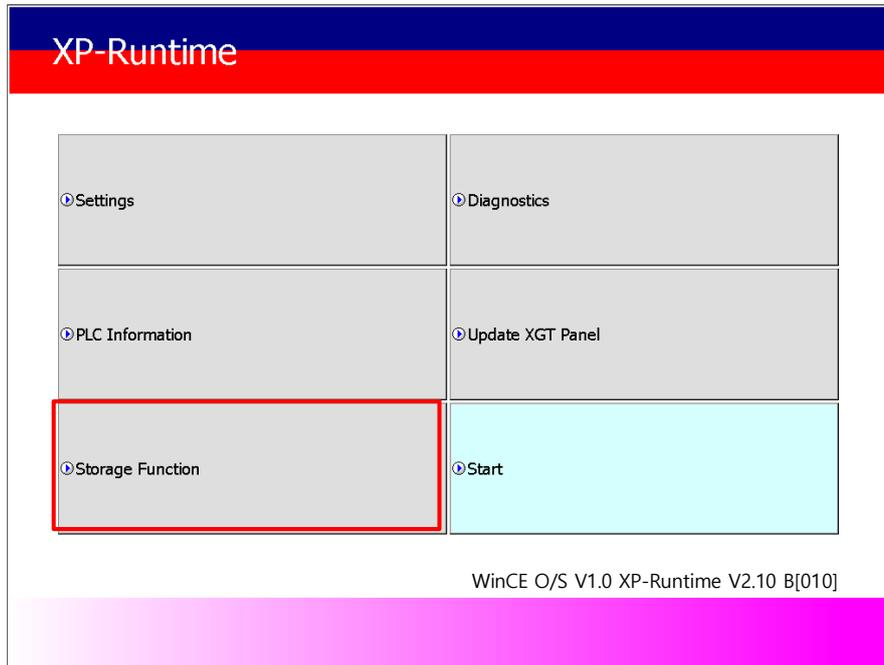 XP-Runtime
Settings
Diagnostics
PLC Information
Update XGT Panel
Storage Function
Start
WinCE O/S V1.0 XP-Runtime V2.10 B[010]